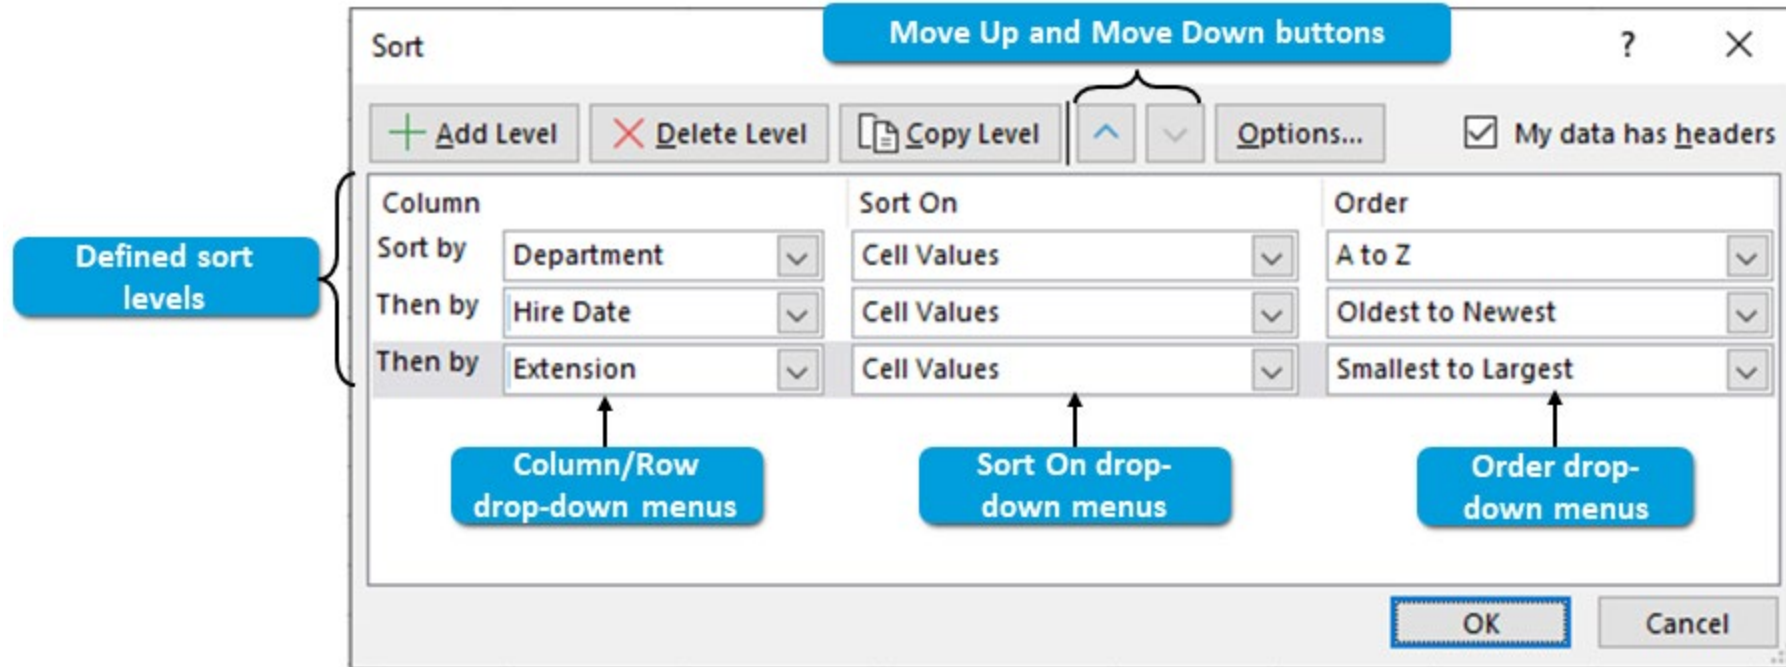 Move Up and Move Down buttons
Sort ?
Add Level Delete Level Copy Level Options... My data has headers
Defined sort
levels
Column Sort On Order
Sort by Department Cell Values A to Z
Then by Hire Date Cell Values Oldest to Newest
Then by Extension Cell Values Smallest to Largest
Column/Row
drop-down menus
Sort On drop-
down menus
Order drop-
down menus
OK Cancel